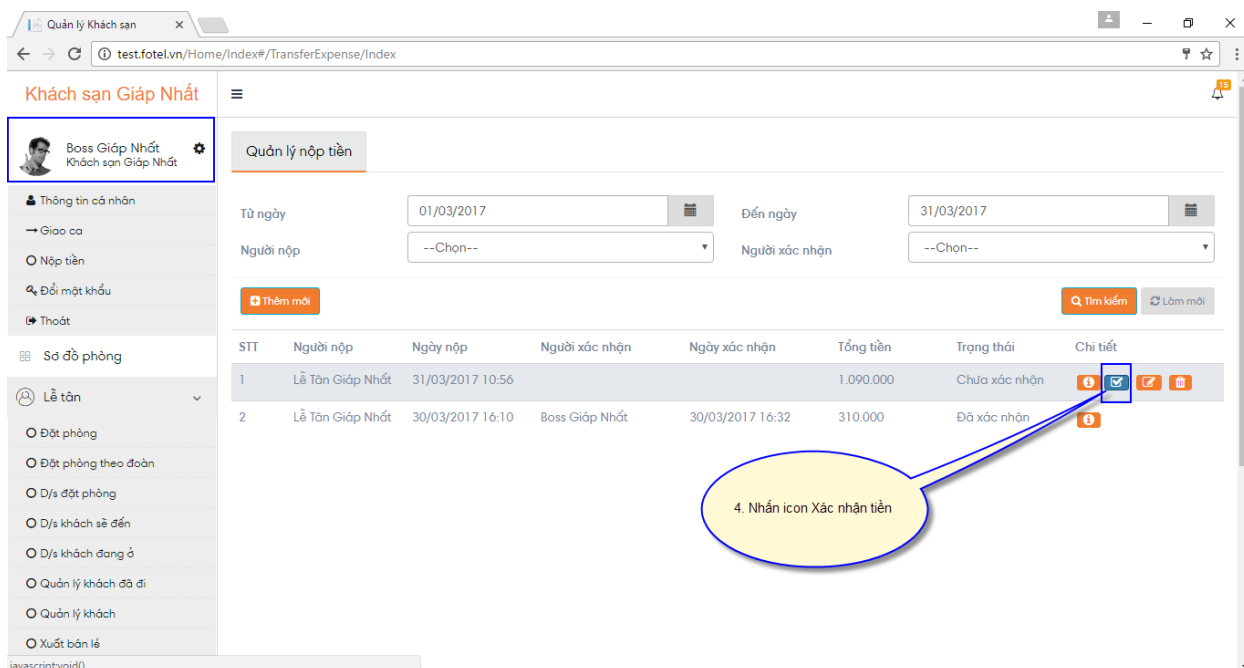 Quản lý Khách sạn
test.fotel.vn/Home/Index#/TransferExpense/Index
Khách sạn Giáp Nhất
15
Boss Giáp Nhất
Khách sạn Giáp Nhất
Thông tin cá nhân
Giao ca
Nộp tiền
Đổi mật khẩu
Thoát
Sơ đồ phòng
Lễ tân
Đặt phòng
Đặt phòng theo đoàn
D/s đặt phòng
D/s khách sẽ đến
D/s khách đang ở
Quản lý khách đã đi
Quản lý khách
Xuất bán lẻ
Quản lý nộp tiền
Từ ngày 01/03/2017 Đến ngày 31/03/2017
Người nộp --Chọn-- Người xác nhận --Chọn--
Thêm mới Tìm kiếm Làm mới
STT Người nộp Ngày nộp Người xác nhận Ngày xác nhận Tổng tiền Trạng thái Chi tiết
1 Lễ Tân Giáp Nhất 31/03/2017 10:56 1.090.000 Chưa xác nhận
2 Lễ Tân Giáp Nhất 30/03/2017 16:10 Boss Giáp Nhất 30/03/2017 16:32 310.000 Đã xác nhận
4. Nhấn icon Xác nhận tiền
javascript:void()